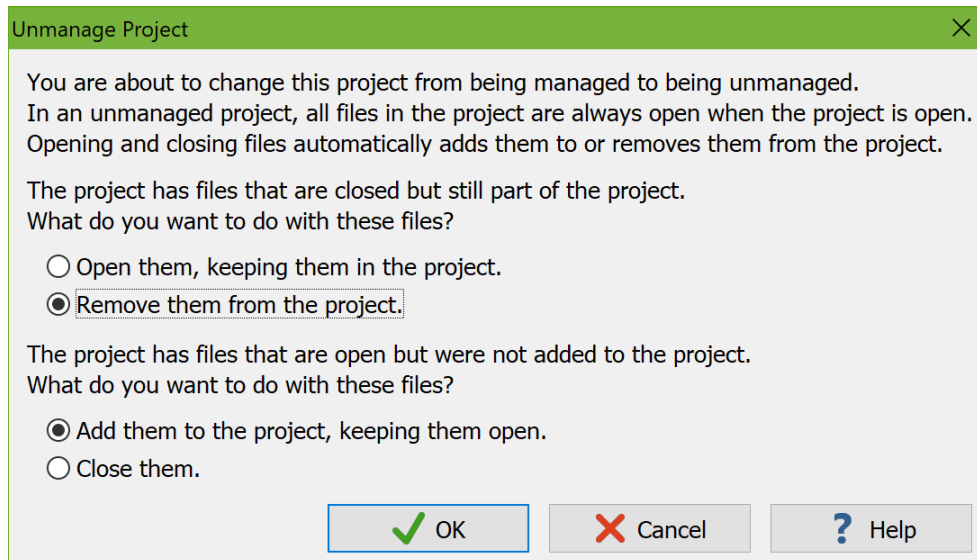 Unmanage Project
You are about to change this project from being managed to being unmanaged.
In an unmanaged project, all files in the project are always open when the project is open.
Opening and closing files automatically adds them to or removes them from the project.
The project has files that are closed but still part of the project.
What do you want to do with these files?
Open them, keeping them in the project.
Remove them from the project.
The project has files that are open but were not added to the project.
What do you want to do with these files?
Add them to the project, keeping them open.
Close them.
OK Cancel ? Help